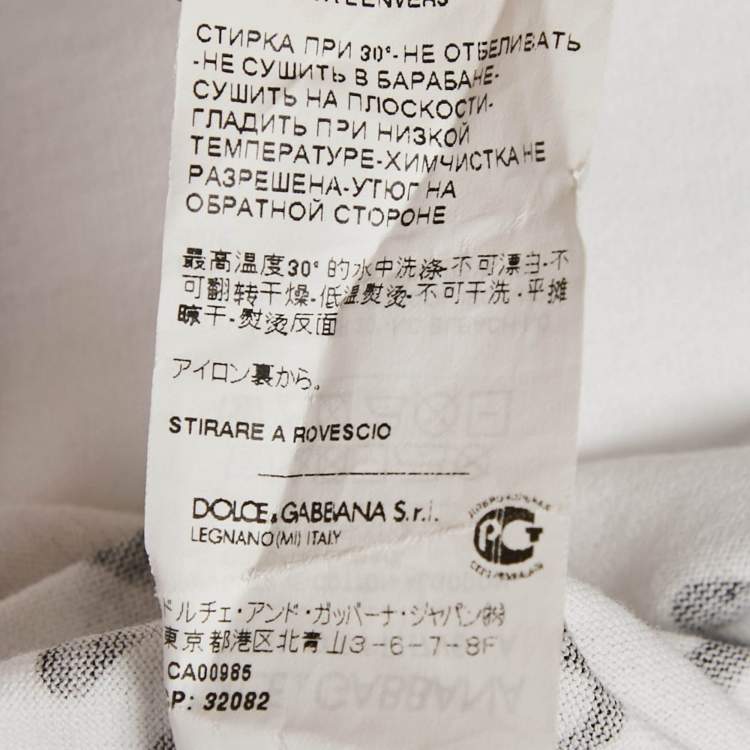 L'ENVERS
СТИРКА ПРИ 30°-НЕ ОТБЕЛИВАТЬ
-НЕ СУШИТЬ В БАРАБАНЕ-
СУШИТЬ НА ПЛОСКОСТИ-
ГЛАДИТЬ ПРИ НИЗКОЙ
ТЕМПЕРАТУРЕ-ХИМЧИСТКА НЕ
РАЗРЕШЕНА-УТЮГ НА
ОБРАТНОЙ СТОРОНЕ
最高温度30°的水中洗涤-不可漂白-不
可翻转干燥-低温熨烫-不可干洗-平摊
晾干-熨烫反面
アイロン裏から。
STIRARE A ROVESCIO
DOLCE & GABBANA S.r.l.
LEGNANO (MI) ITALY
ドルチェ・アンド・ガッバーナ・ジャパン㈱
東京都港区北青山3-6-7-8F
CA00985
P: 32082